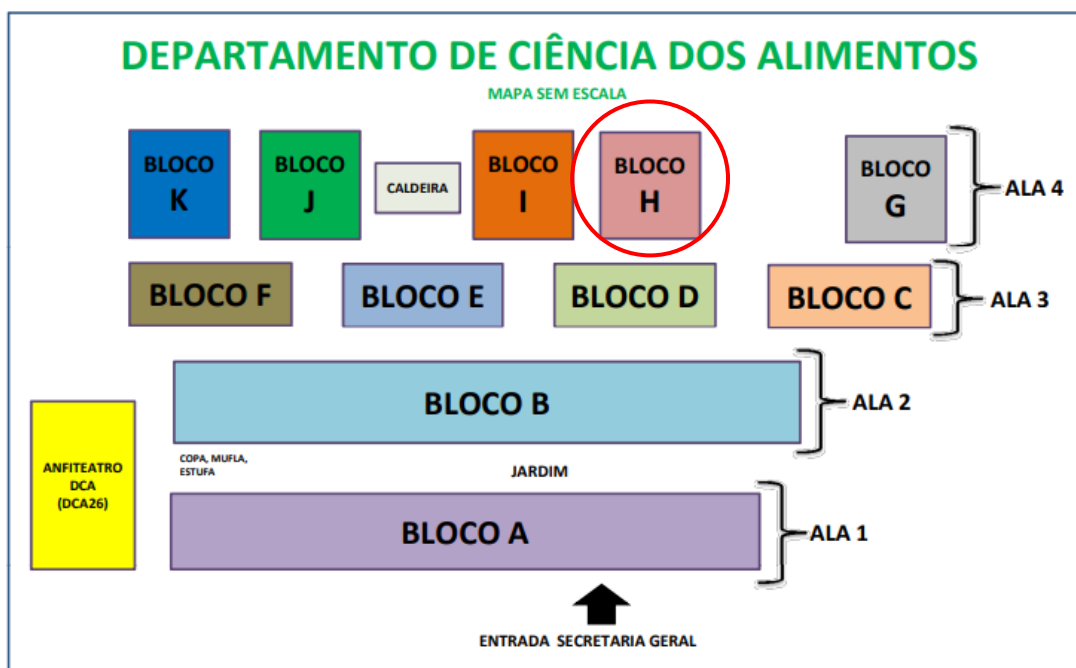 DEPARTAMENTO DE CIÊNCIA DOS ALIMENTOS
MAPA SEM ESCALA
BLOCO
K
BLOCO
J
CALDEIRA
BLOCO
I
BLOCO
H
BLOCO
G
ALA 4
BLOCO F
BLOCO E
BLOCO D
BLOCO C
ALA 3
BLOCO B
ALA 2
ANFITEATRO
DCA
(DCA26)
COPA, MUFLA,
ESTUFA
JARDIM
BLOCO A
ALA 1
ENTRADA SECRETARIA GERAL